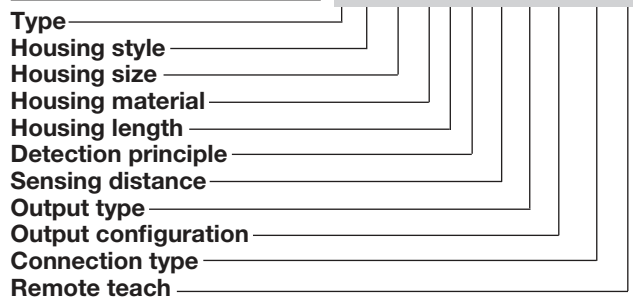 Type
Housing style
Housing size
Housing material
Housing length
Detection principle
Sensing distance
Output type
Output configuration
Connection type
Remote teach